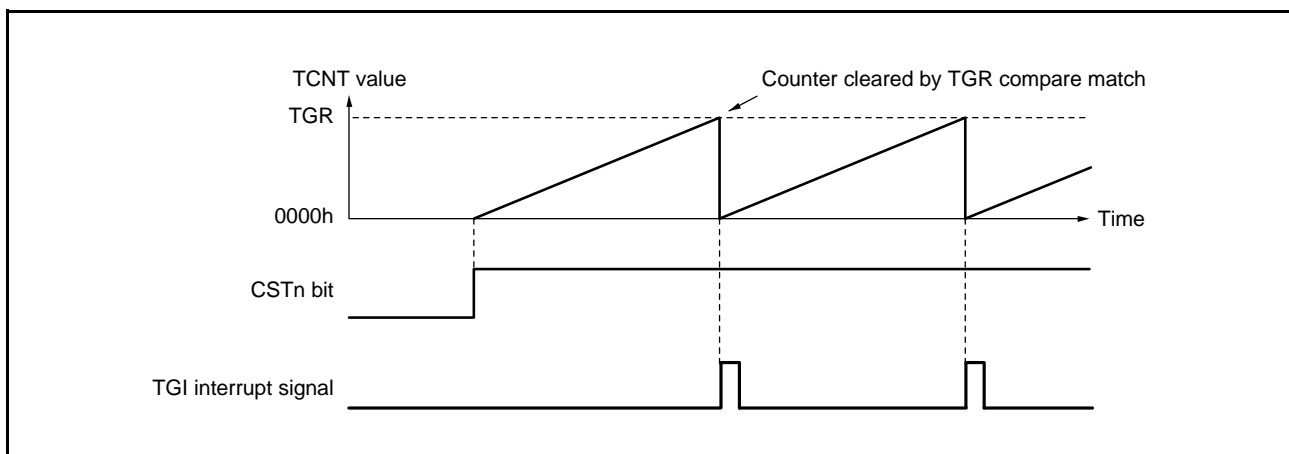 TCNT value
Counter cleared by TGR compare match
TGR
0000h
Time
CSTn bit
TGI interrupt signal